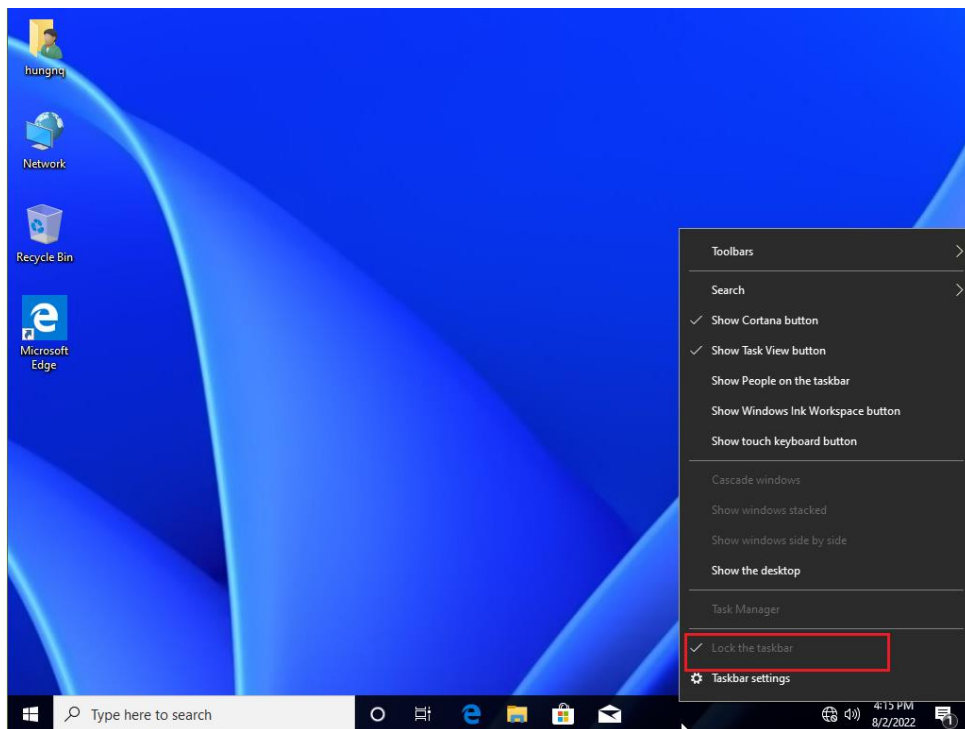 hungnq
Network
Recycle Bin
Microsoft
Edge
Toolbars
Search
Show Cortana button
Show Task View button
Show People on the taskbar
Show Windows Ink Workspace button
Show touch keyboard button
Cascade windows
Show windows stacked
Show windows side by side
Show the desktop
Task Manager
Lock the taskbar
Taskbar settings
Type here to search
4:15 PM
8/2/2022
1